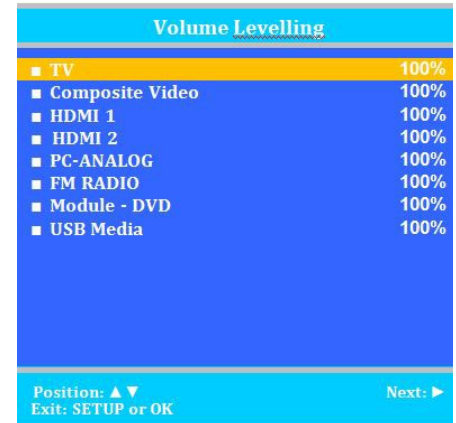 Volume Levelling
■ TV 100%
■ Composite Video 100%
■ HDMI 1 100%
■ HDMI 2 100%
■ PC-ANALOG 100%
■ FM RADIO 100%
■ Module - DVD 100%
■ USB Media 100%
Position: ▲▼ Next: ►
Exit: SETUP or OK